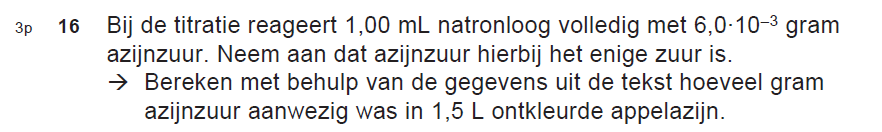 3p 16 Bij de titratie reageert 1,00 mL natronloog volledig met 6,0·10⁻³ gram
azijnzuur. Neem aan dat azijnzuur hierbij het enige zuur is.
→ Bereken met behulp van de gegevens uit de tekst hoeveel gram
azijnzuur aanwezig was in 1,5 L ontkleurde appelazijn.